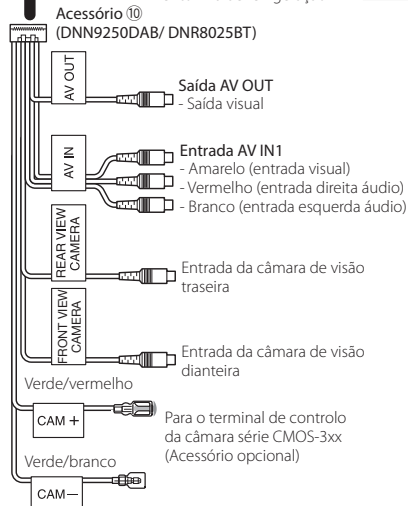 Acessório ⑩
(DNN9250DAB/ DNR8025BT)
AV OUT
Saída AV OUT
- Saída visual
AV IN
Entrada AV IN1
- Amarelo (entrada visual)
- Vermelho (entrada direita áudio)
- Branco (entrada esquerda áudio)
REAR VIEW
CAMERA
Entrada da câmara de visão
traseira
FRONT VIEW
CAMERA
Entrada da câmara de visão
dianteira
Verde/vermelho
CAM +
Para o terminal de controlo
da câmara série CMOS-3xx
(Acessório opcional)
Verde/branco
CAM−